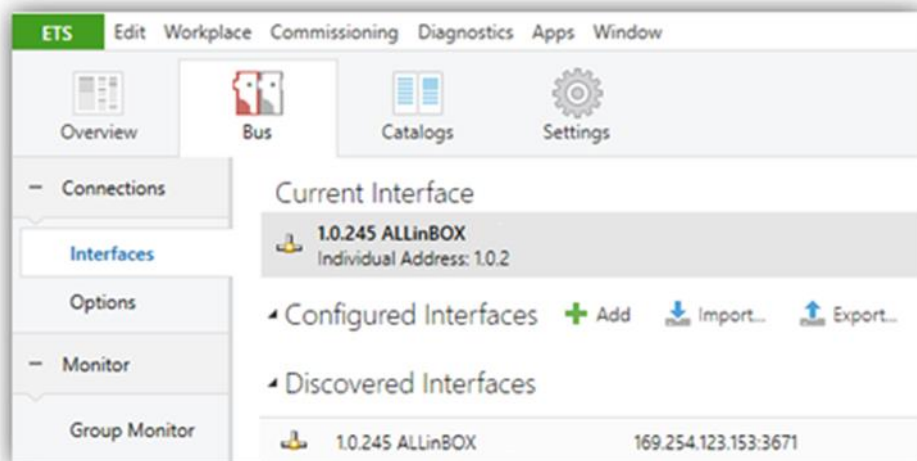 ETS Edit Workplace Commissioning Diagnostics Apps Window
Overview Bus Catalogs Settings
Connections
Interfaces
Options
Monitor
Group Monitor
Current Interface
1.0.245 ALLinBOX
Individual Address: 1.0.2
Configured Interfaces Add Import... Export...
Discovered Interfaces
1.0.245 ALLinBOX 169.254.123.153:3671